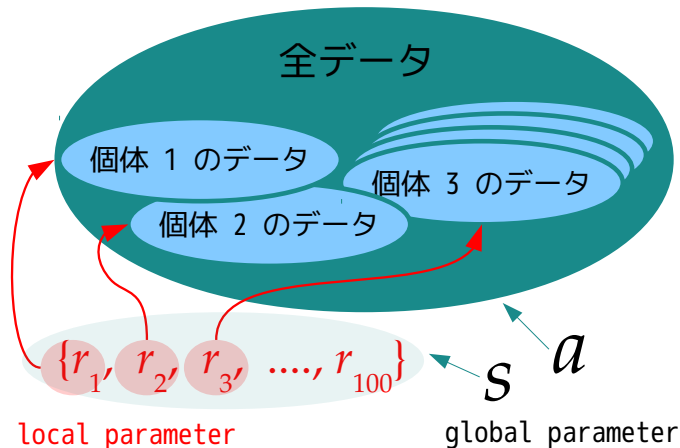 全データ
個体 1 のデータ
個体 3 のデータ
個体 2 のデータ
{r1, r2, r3, ...., r100}
s
a
local parameter
global parameter